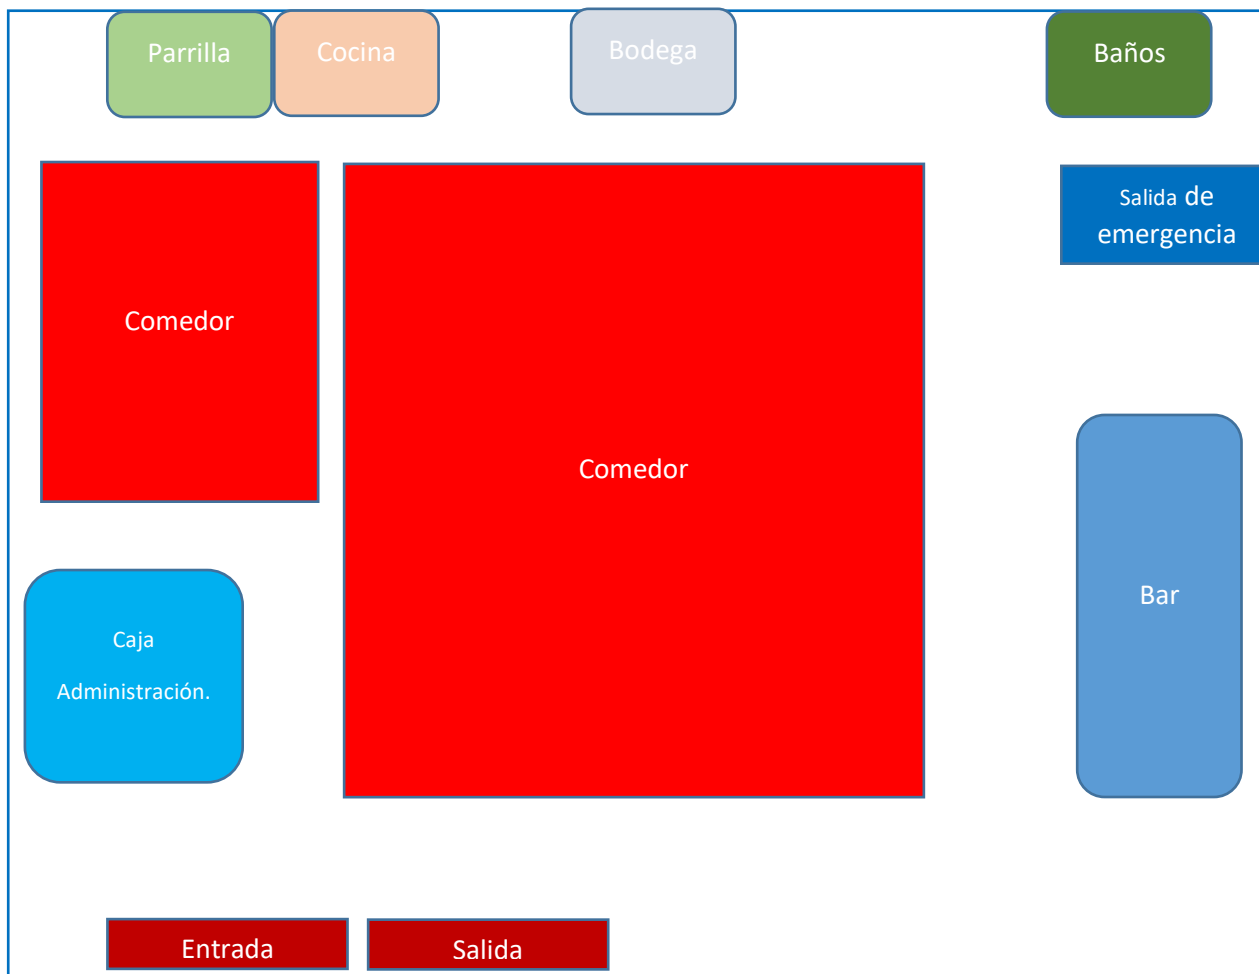 Parrilla
Cocina
Bodega
Baños
Salida de
emergencia
Comedor
Comedor
Bar
Caja
Administración.
Entrada
Salida